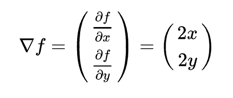 ∇f = ( ∂f/∂x ∂f/∂y ) = ( 2x 2y )